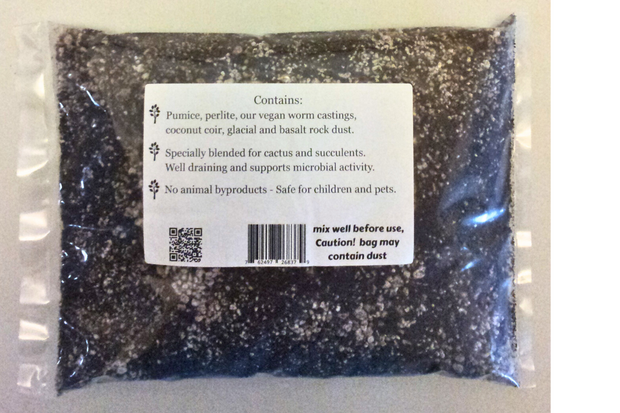 Contains:
Pumice, perlite, our vegan worm castings,
coconut coir, glacial and basalt rock dust.
Specially blended for cactus and succulents.
Well draining and supports microbial activity.
No animal byproducts - Safe for children and pets.
mix well before use,
Caution! bag may
contain dust